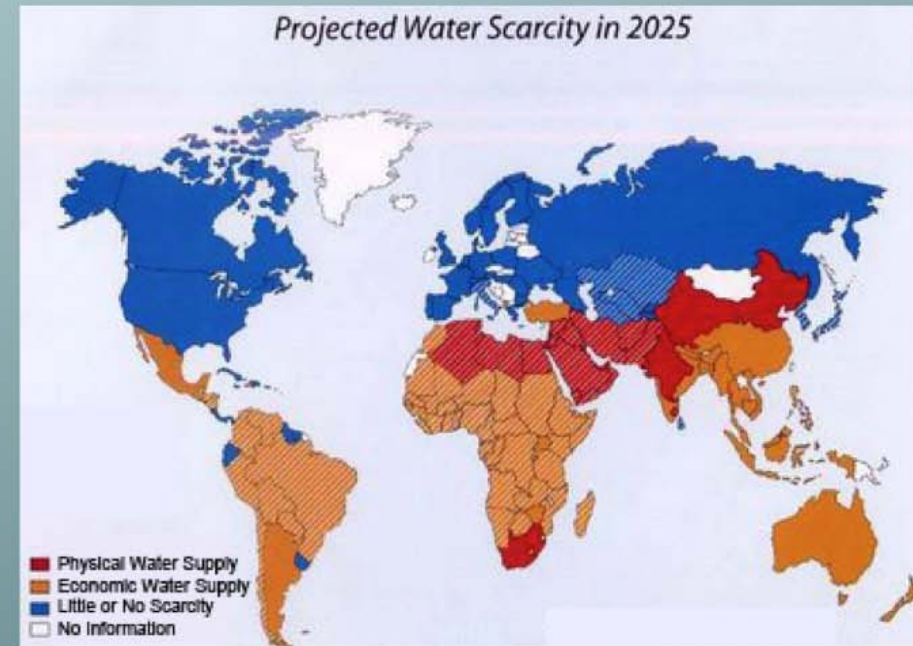 Projected Water Scarcity in 2025
Physical Water Supply
Economic Water Supply
Little or No Scarcity
No Information